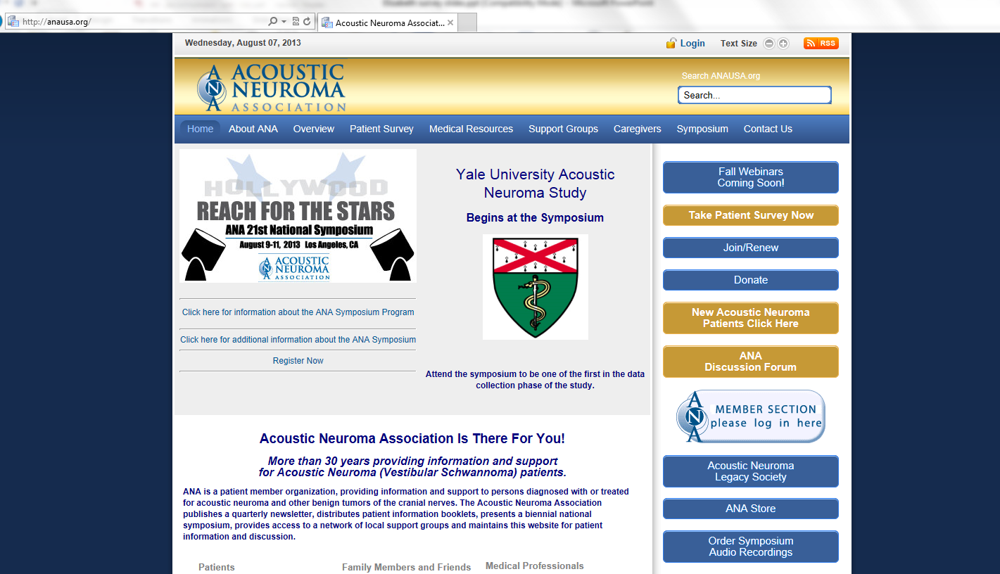 http://anausa.org/
Acoustic Neuroma Associat...
Wednesday, August 07, 2013
Login
Text Size
RSS
ANA
ACOUSTIC
NEUROMA
ASSOCIATION
Search ANAUSA.org
Search...
Home
About ANA
Overview
Patient Survey
Medical Resources
Support Groups
Caregivers
Symposium
Contact Us
HOLLYWOOD
REACH FOR THE STARS
ANA 21st National Symposium
August 9-11, 2013 Los Angeles, CA
ANA
ACOUSTIC
NEUROMA
ASSOCIATION
Click here for information about the ANA Symposium Program
Click here for additional information about the ANA Symposium
Register Now
Yale University Acoustic
Neuroma Study
Begins at the Symposium
Attend the symposium to be one of the first in the data
collection phase of the study.
Acoustic Neuroma Association Is There For You!
More than 30 years providing information and support
for Acoustic Neuroma (Vestibular Schwannoma) patients.
ANA is a patient member organization, providing information and support to persons diagnosed with or treated
for acoustic neuroma and other benign tumors of the cranial nerves. The Acoustic Neuroma Association
publishes a quarterly newsletter, distributes patient information booklets, presents a biennial national
symposium, provides access to a network of local support groups and maintains this website for patient
information and discussion.
Patients
Family Members and Friends
Medical Professionals
Fall Webinars
Coming Soon!
Take Patient Survey Now
Join/Renew
Donate
New Acoustic Neuroma
Patients Click Here
ANA
Discussion Forum
ANA
MEMBER SECTION
please log in here
Acoustic Neuroma
Legacy Society
ANA Store
Order Symposium
Audio Recordings